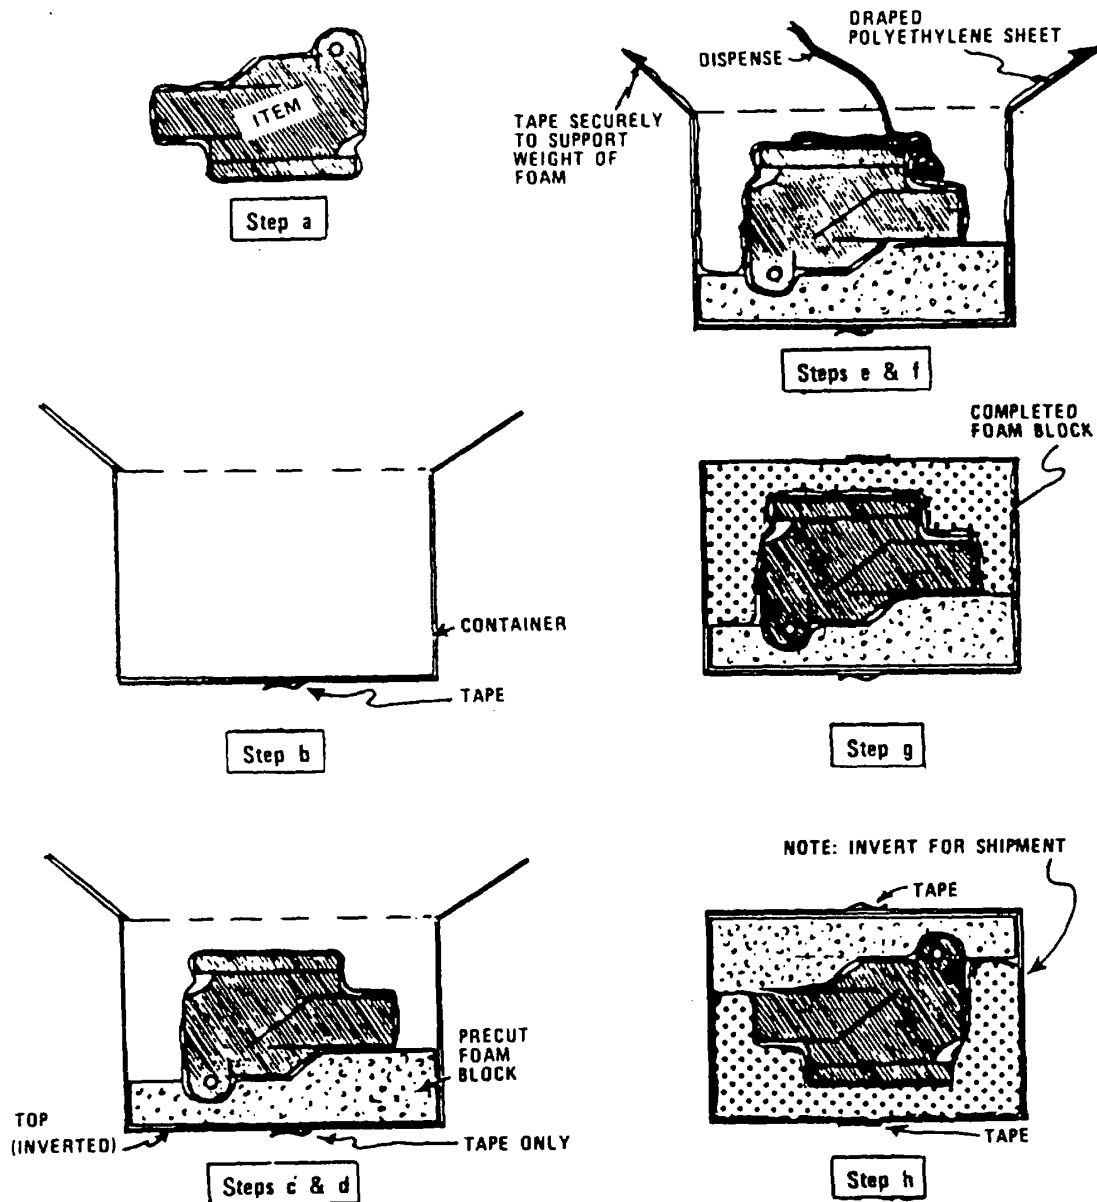 ITEM
Step a
CONTAINER
TAPE
Step b
PRECUT
FOAM
BLOCK
TOP
(INVERTED)
TAPE ONLY
Steps c & d
DRAPED
POLYETHYLENE SHEET
DISPENSE
TAPE SECURELY
TO SUPPORT
WEIGHT OF
FOAM
Steps e & f
COMPLETED
FOAM BLOCK
Step g
NOTE: INVERT FOR SHIPMENT
TAPE
TAPE
Step h